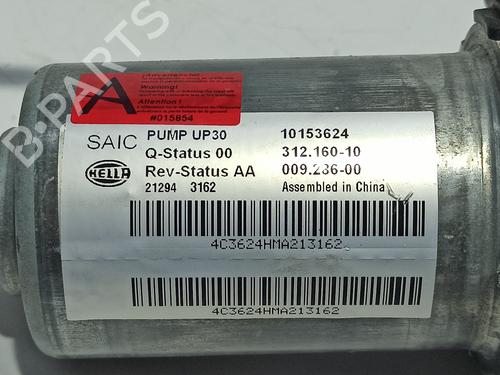 Warning!
Attention !
A
#015854
SAIC
PUMP UP30 10153624
Q-Status 00 312.160-10
HELLA
Rev-Status AA 009.236-00
21294 3162 Assembled in China
4C3624HMA213162
4C3624HMA213162
B-PARTS